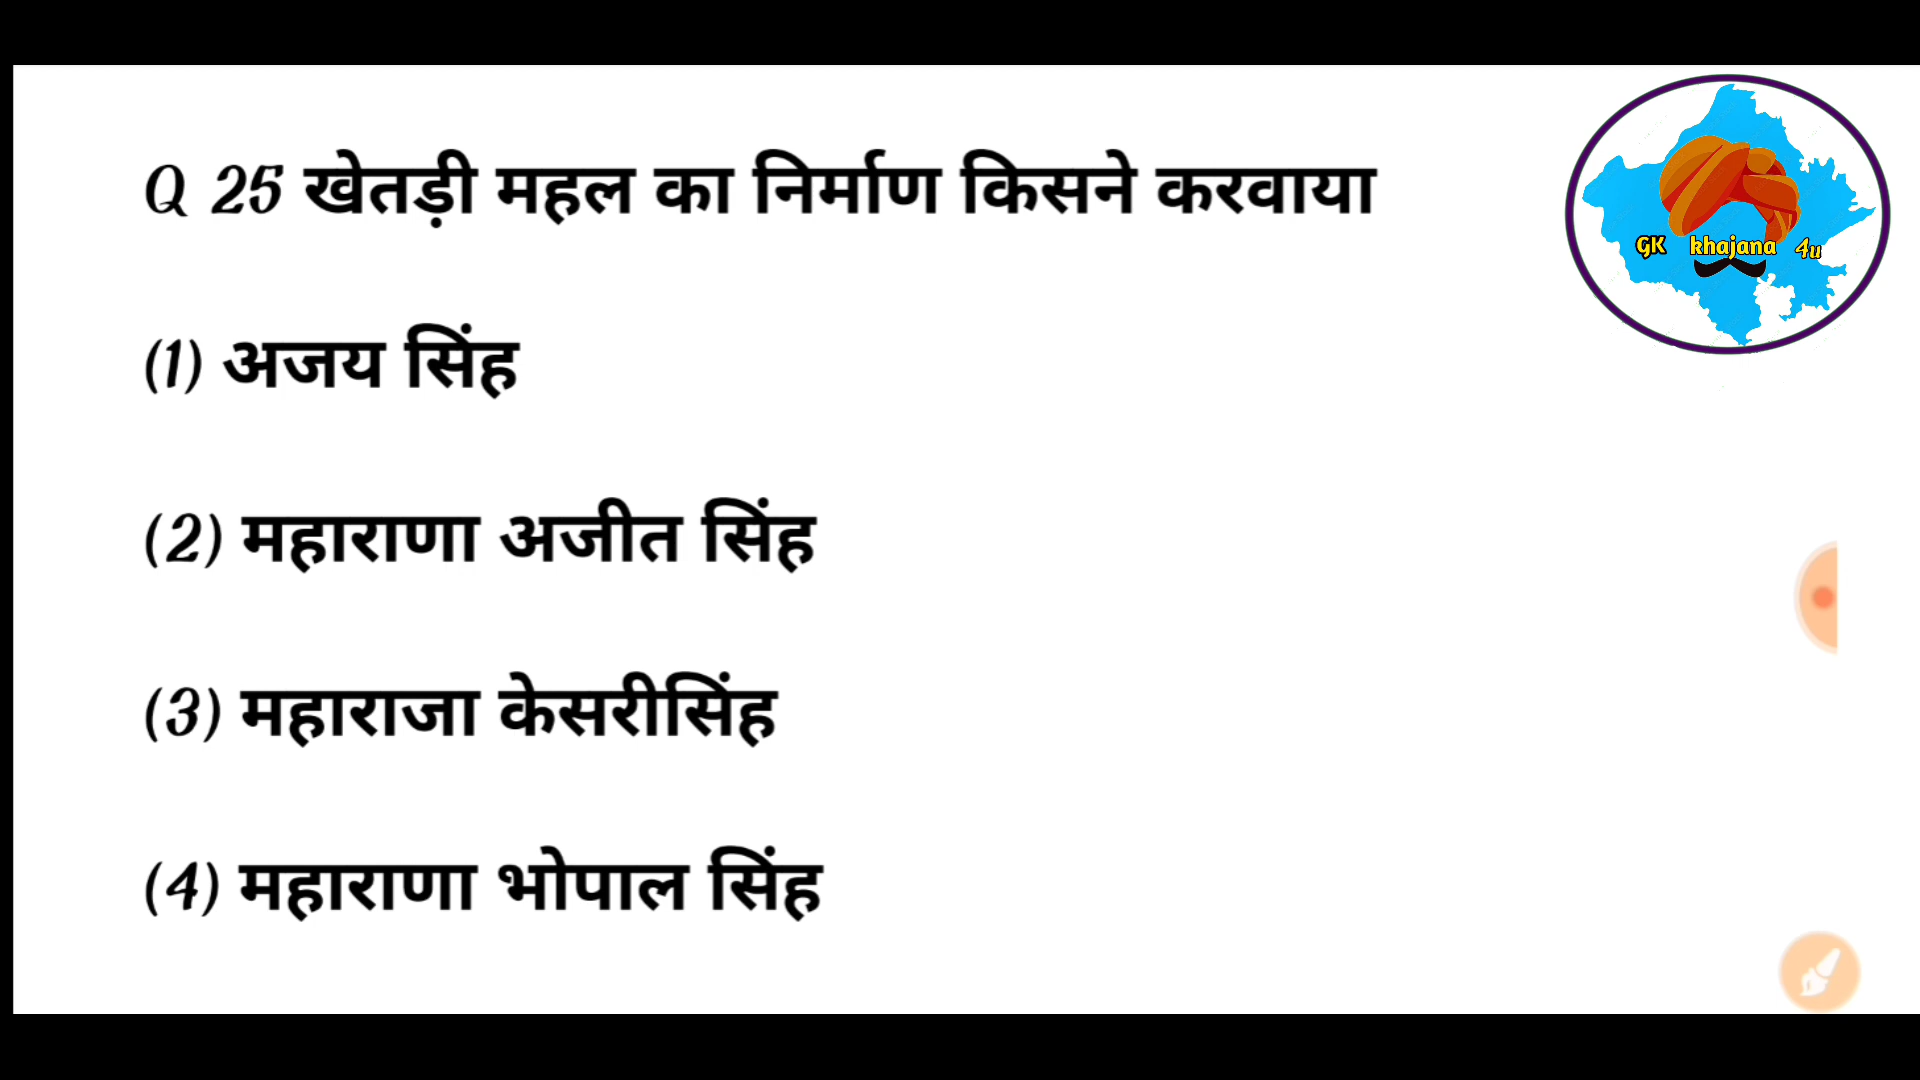 Q 25 खेतड़ी महल का निर्माण किसने करवाया
(1) अजय सिंह
(2) महाराणा अजीत सिंह
(3) महाराजा केसरीसिंह
(4) महाराणा भोपाल सिंह
GK khajana 4u